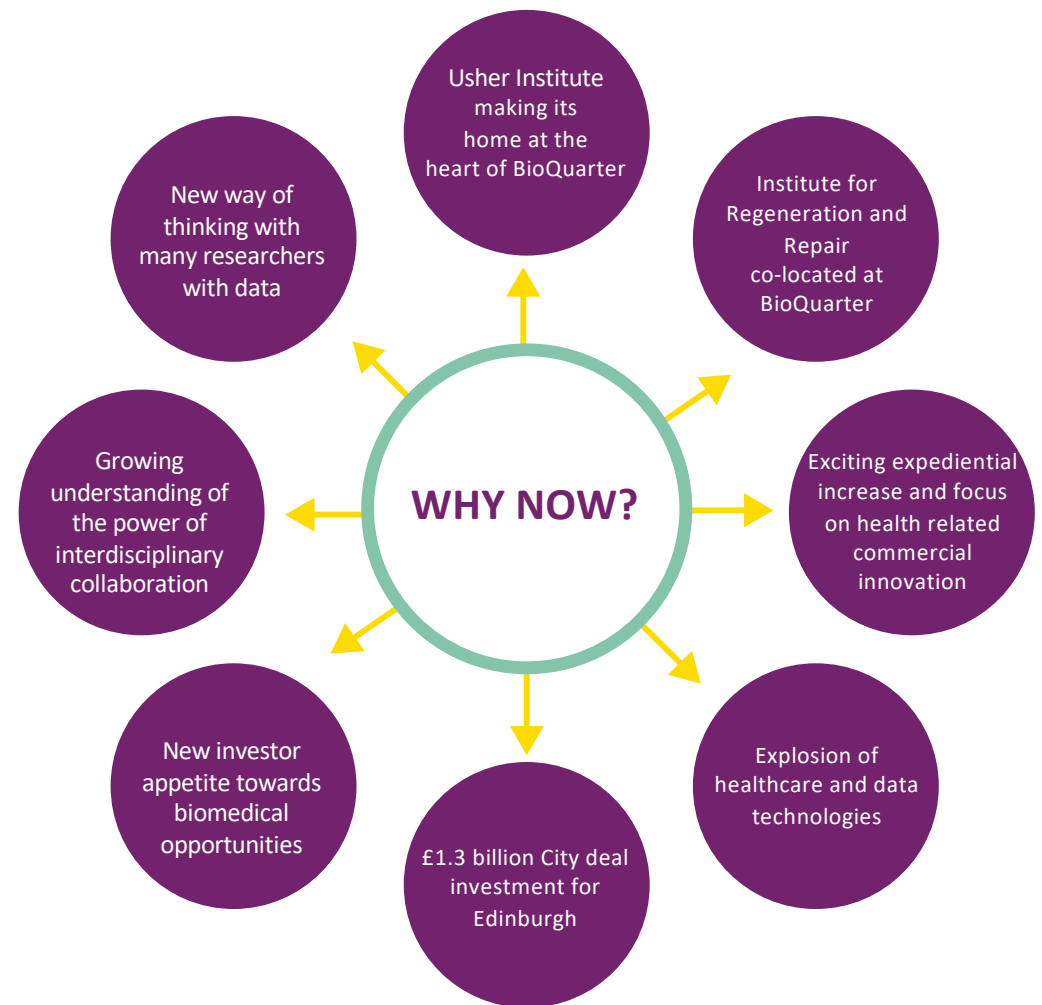 Usher Institute
making its
home at the
heart of BioQuarter
New way of
thinking with
many researchers
with data
Institute for
Regeneration and
Repair
co-located at
BioQuarter
Growing
understanding of
the power of
interdisciplinary
collaboration
WHY NOW?
Exciting expediential
increase and focus
on health related
commercial
innovation
New investor
appetite towards
biomedical
opportunities
Explosion of
healthcare and data
technologies
£1.3 billion City deal
investment for
Edinburgh